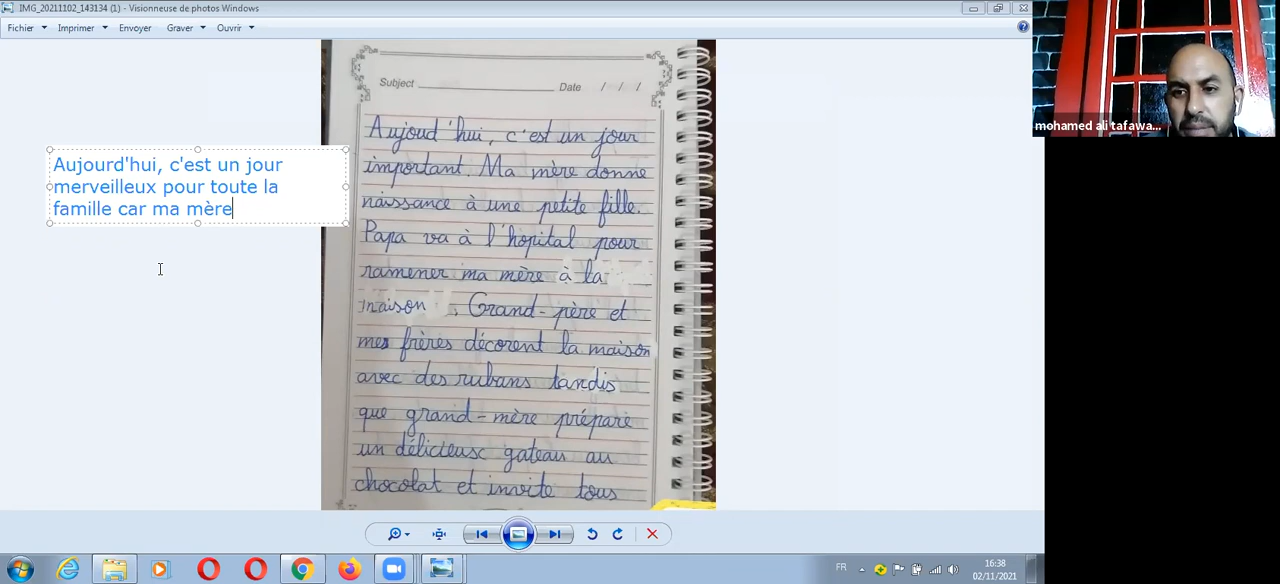 IMG_20211102_143134 (1) - Visionneuse de photos Windows
Fichier Imprimer Envoyer Graver Ouvrir
mohamed ali tafawa...
Aujourd'hui, c'est un jour
merveilleux pour toute la
famille car ma mère
Subject Date / / /
Aujoud'hui, c'est un jour
important. Ma mère donne
naissance à une petite fille.
Papa va à l'hôpital pour
ramener ma mère à la
maison. Grand-père et
mes frères décorent la maison
avec des rubans tandis
que grand-mère prépare
un délicieusc gateau au
chocolat et invite tous
FR
16:38
02/11/2021